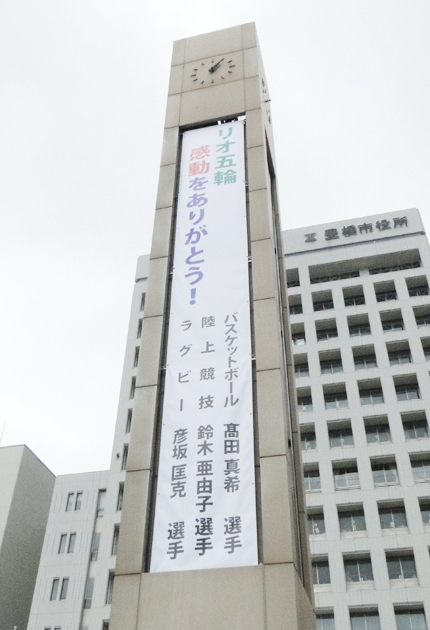 リオ五輪
感動をありがとう!
バスケットボール 髙田真希 選手
陸上競技 鈴木亜由子 選手
ラグビー 彦坂匡克 選手
豊橋市役所